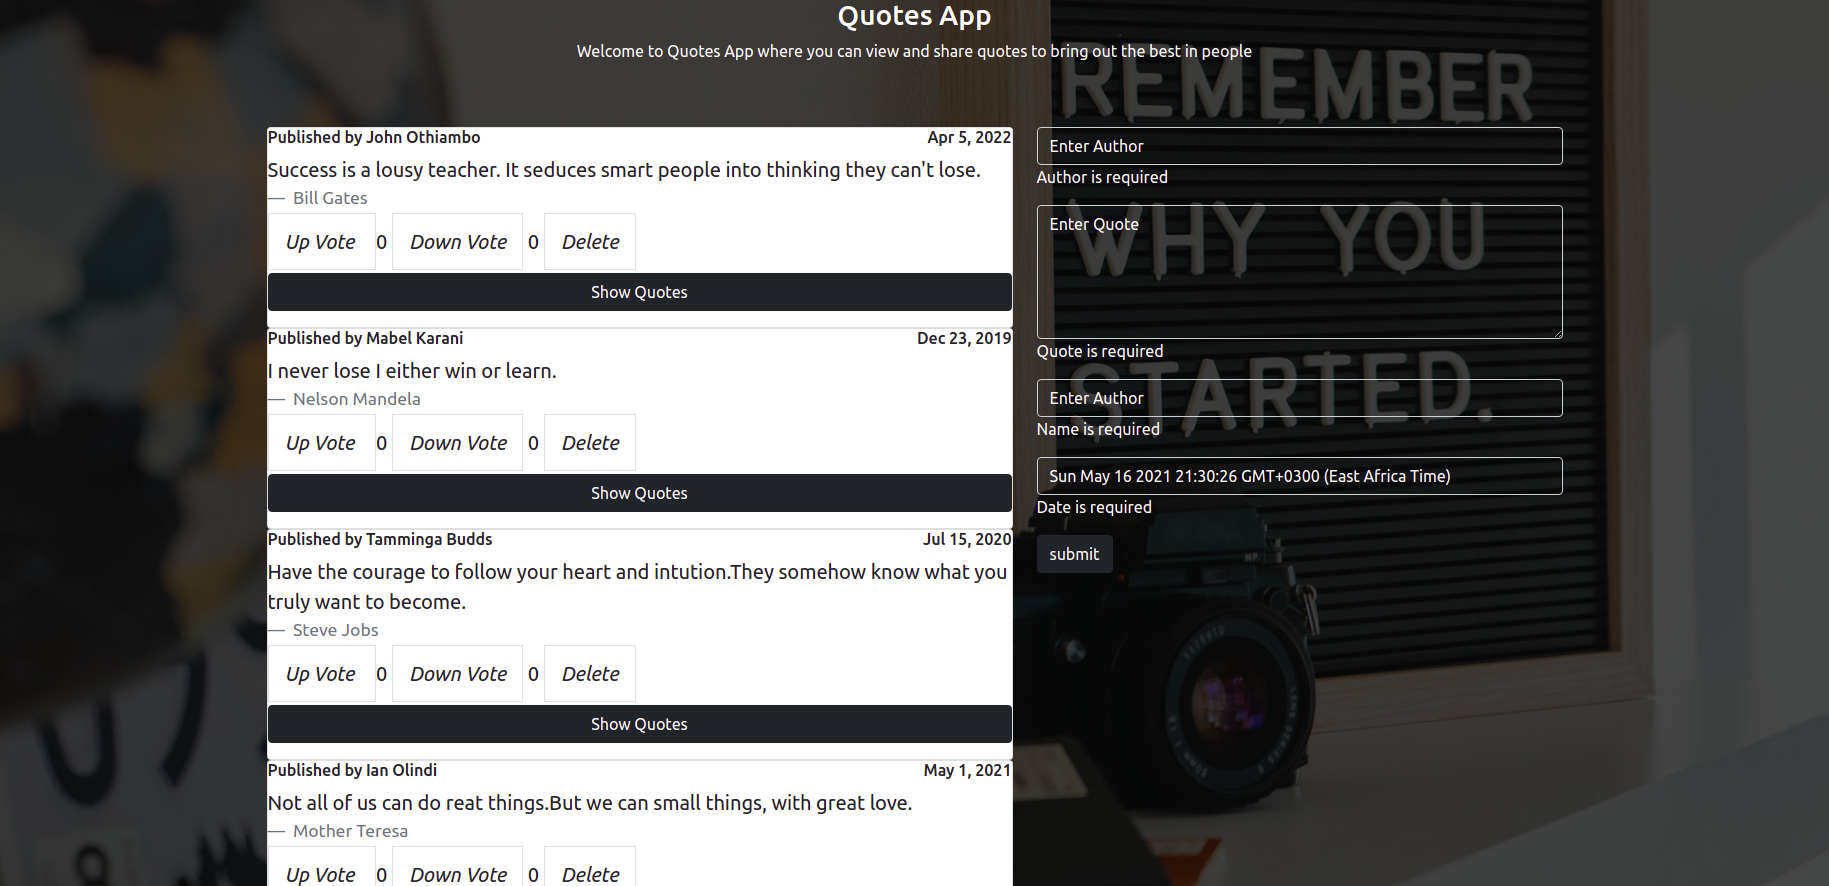 Quotes App
Welcome to Quotes App where you can view and share quotes to bring out the best in people
Published by John Othiambo Apr 5, 2022
Success is a lousy teacher. It seduces smart people into thinking they can't lose.
— Bill Gates
Up Vote 0 Down Vote 0 Delete
Show Quotes
Published by Mabel Karani Dec 23, 2019
I never lose I either win or learn.
— Nelson Mandela
Up Vote 0 Down Vote 0 Delete
Show Quotes
Published by Tamminga Budds Jul 15, 2020
Have the courage to follow your heart and intution.They somehow know what you
truly want to become.
— Steve Jobs
Up Vote 0 Down Vote 0 Delete
Show Quotes
Published by Ian Olindi May 1, 2021
Not all of us can do reat things.But we can small things, with great love.
— Mother Teresa
Up Vote 0 Down Vote 0 Delete
Enter Author
Author is required
Enter Quote
Quote is required
Enter Author
Name is required
Sun May 16 2021 21:30:26 GMT+0300 (East Africa Time)
Date is required
submit
REMEMBER
WHY YOU
STARTED.
HP